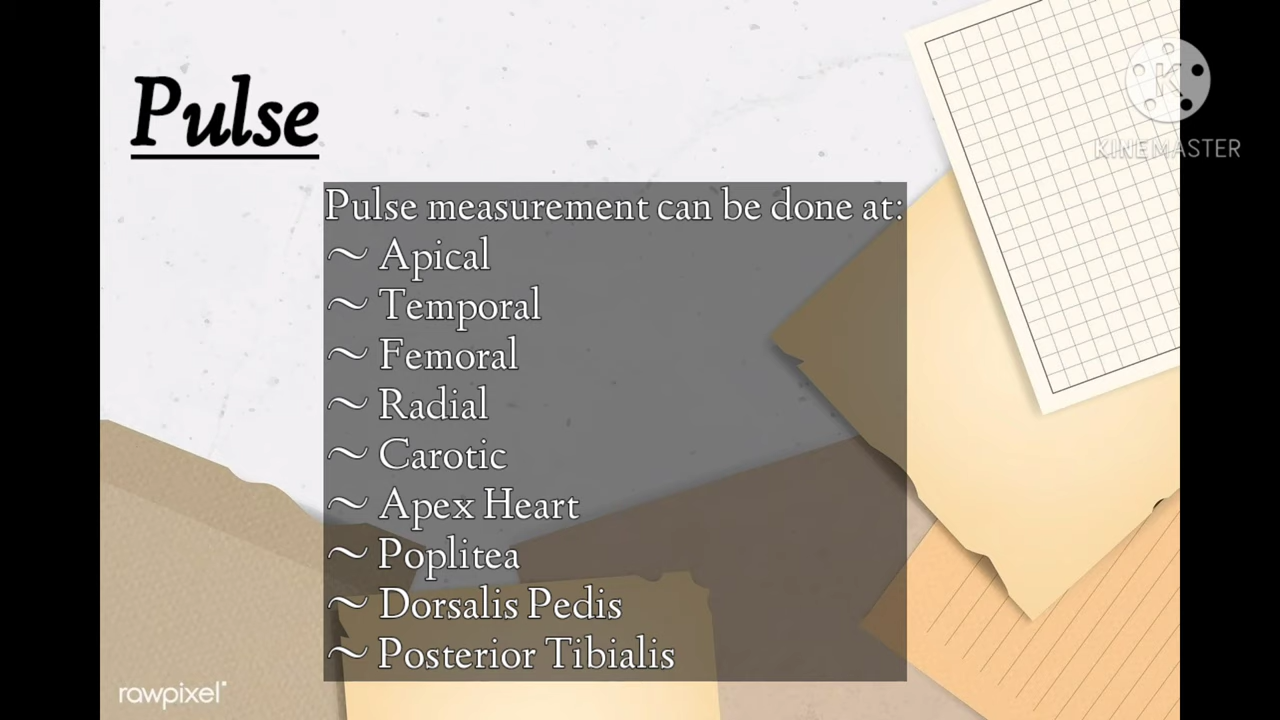 Pulse
KINEMASTER
Pulse measurement can be done at:
~ Apical
~ Temporal
~ Femoral
~ Radial
~ Carotic
~ Apex Heart
~ Poplitea
~ Dorsalis Pedis
~ Posterior Tibialis
rawpixel